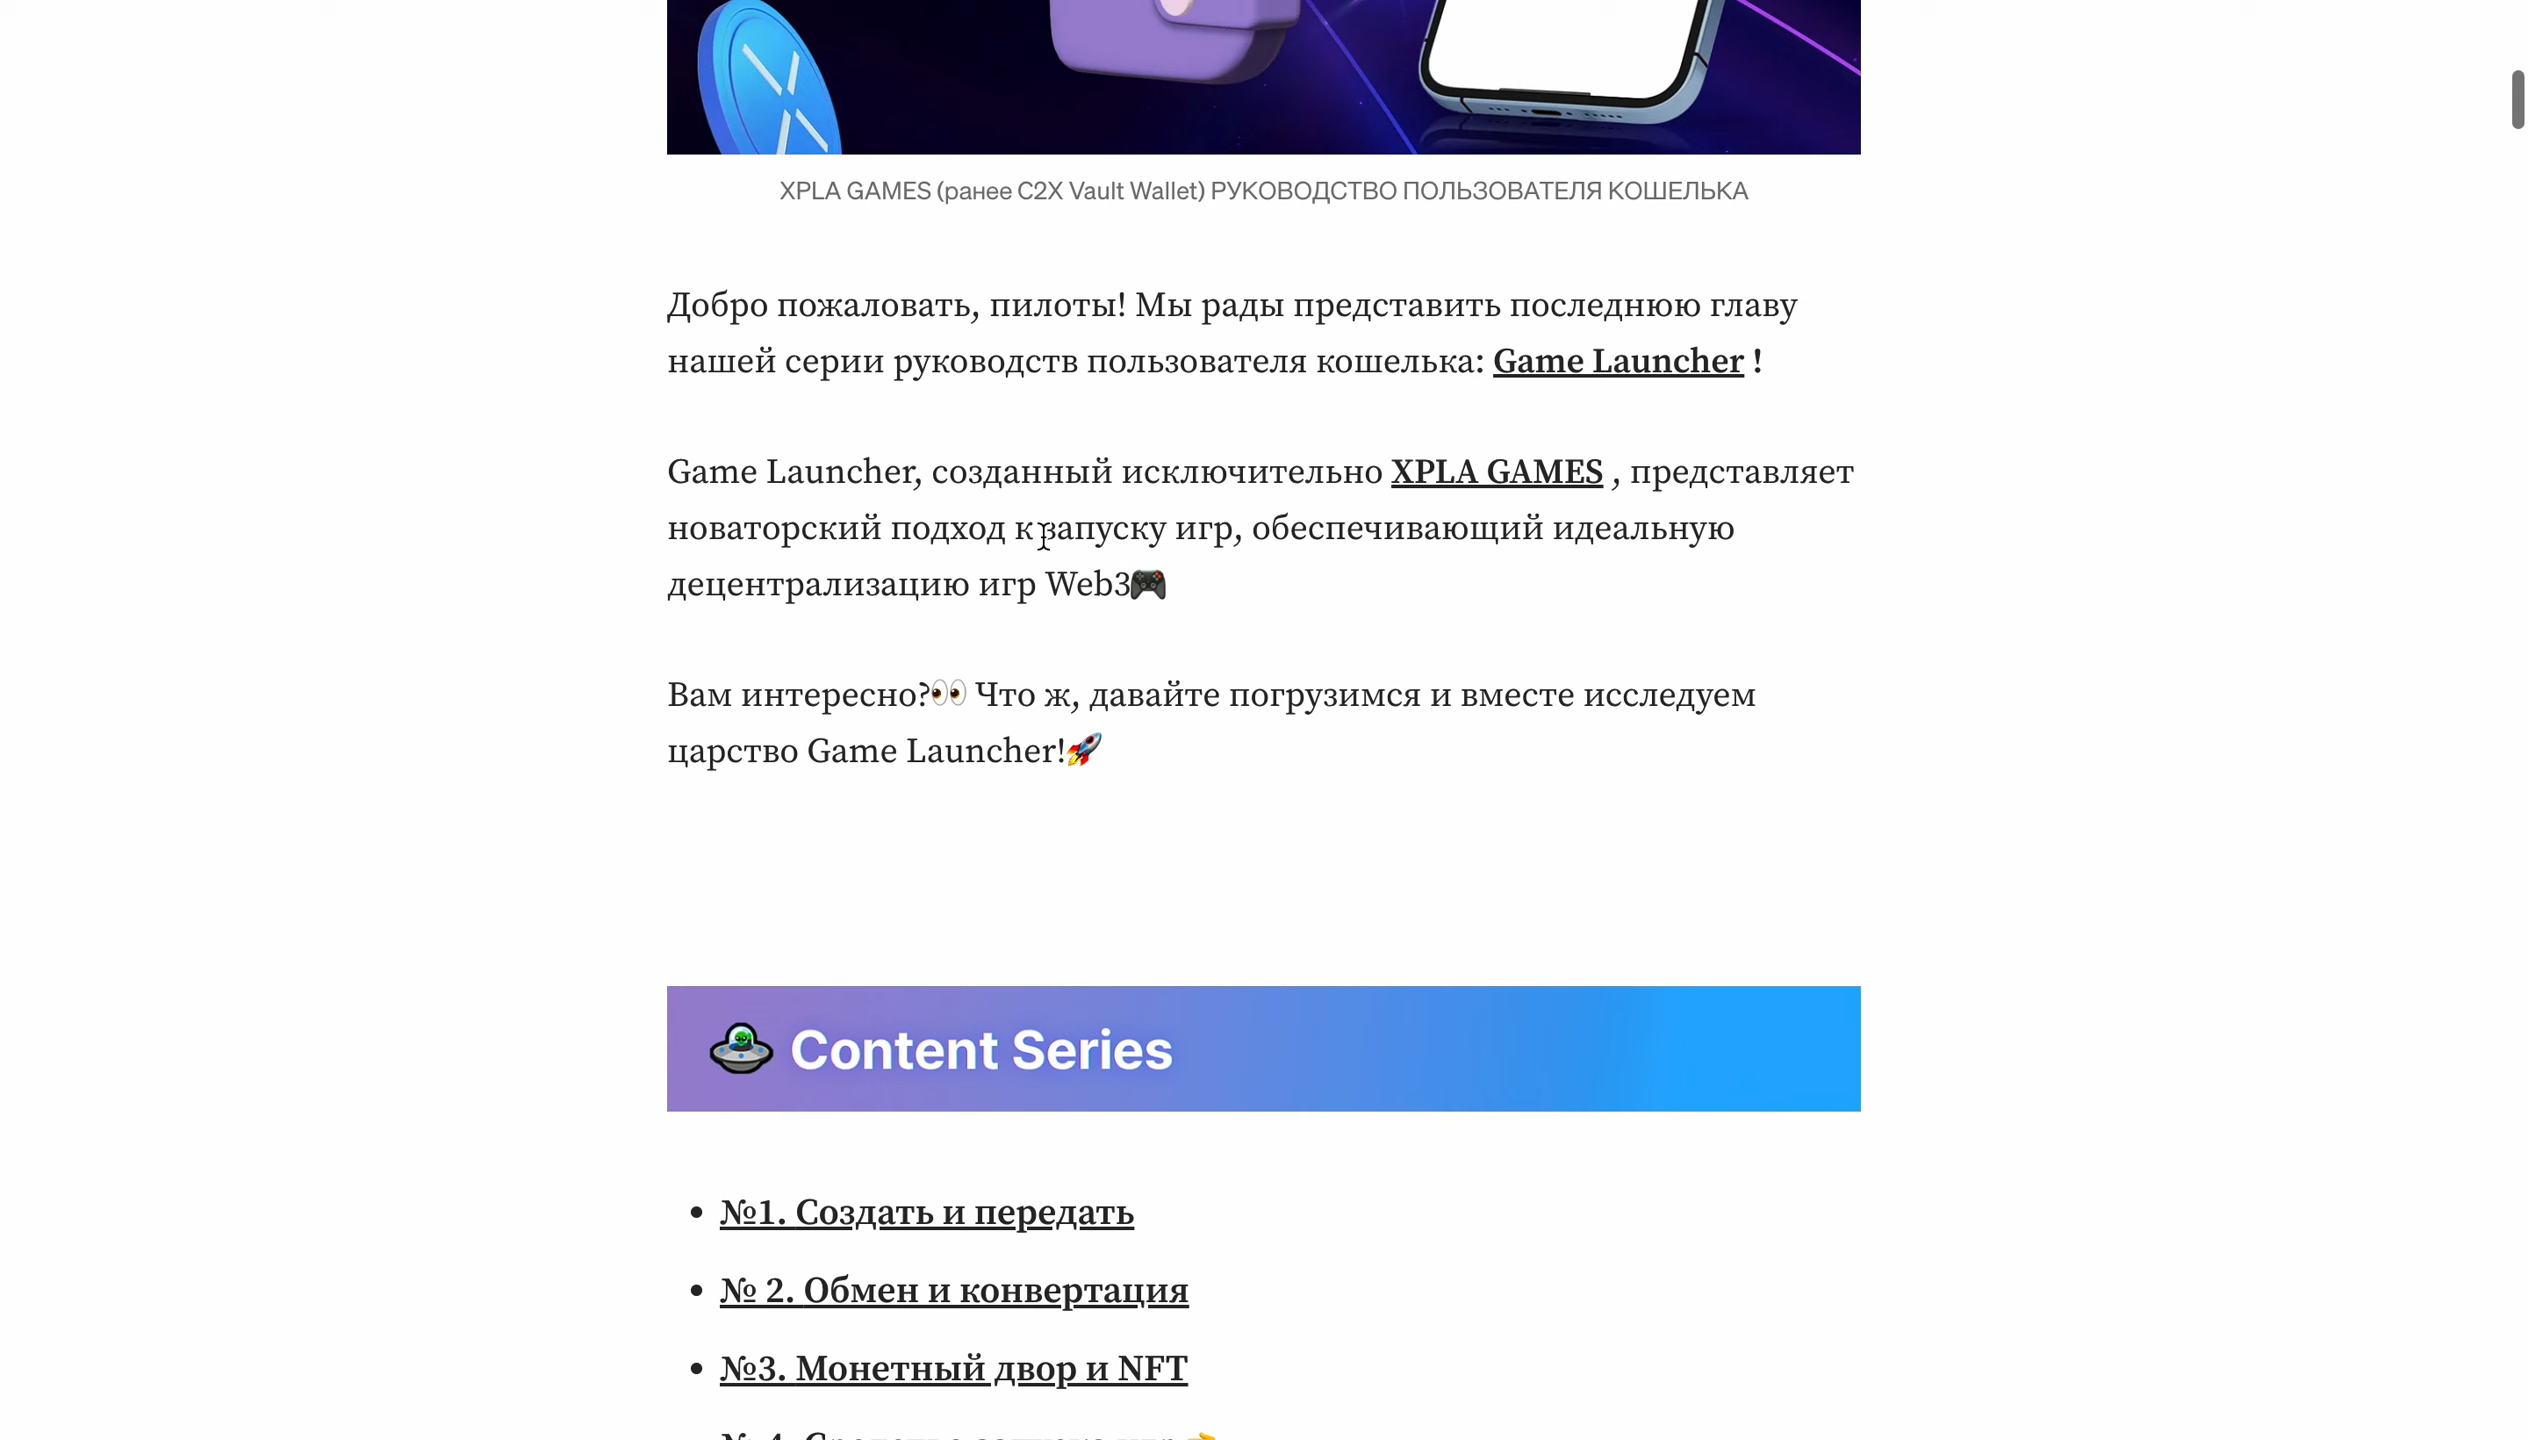 XPLA GAMES (ранее C2X Vault Wallet) РУКОВОДСТВО ПОЛЬЗОВАТЕЛЯ КОШЕЛЬКА
Добро пожаловать, пилоты! Мы рады представить последнюю главу
нашей серии руководств пользователя кошелька: Game Launcher !
Game Launcher, созданный исключительно XPLA GAMES , представляет
новаторский подход к запуску игр, обеспечивающий идеальную
децентрализацию игр Web3🎮
Вам интересно?👀 Что ж, давайте погрузимся и вместе исследуем
царство Game Launcher!🚀
Content Series
№1. Создать и передать
№ 2. Обмен и конвертация
№3. Монетный двор и NFT